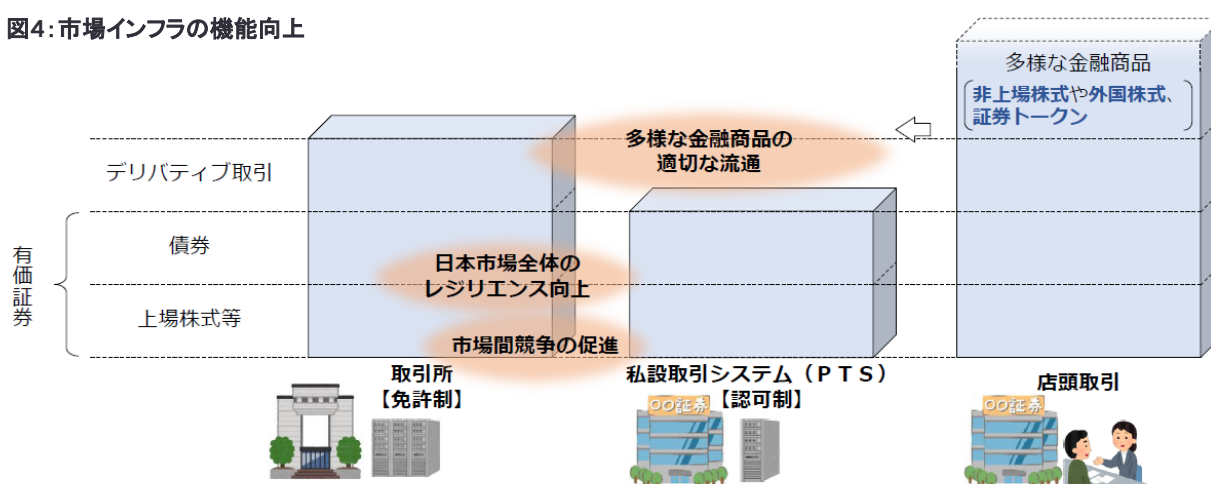 図4:市場インフラの機能向上
多様な金融商品
非上場株式や外国株式、
証券トークン
多様な金融商品の
適切な流通
デリバティブ取引
有価証券
債券
日本市場全体の
レジリエンス向上
上場株式等
市場間競争の促進
取引所
【免許制】
私設取引システム(PTS)
【認可制】
店頭取引
〇〇証券
〇〇証券